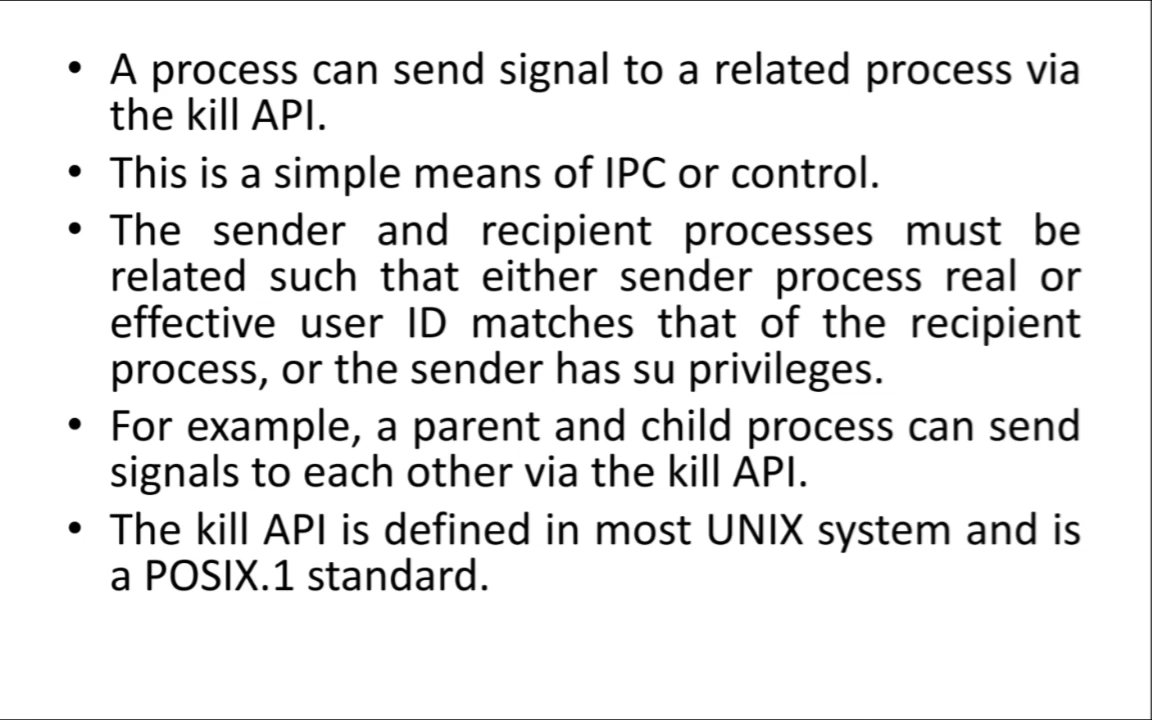 • A process can send signal to a related process via
the kill API.
• This is a simple means of IPC or control.
• The sender and recipient processes must be
related such that either sender process real or
effective user ID matches that of the recipient
process, or the sender has su privileges.
• For example, a parent and child process can send
signals to each other via the kill API.
• The kill API is defined in most UNIX system and is
a POSIX.1 standard.